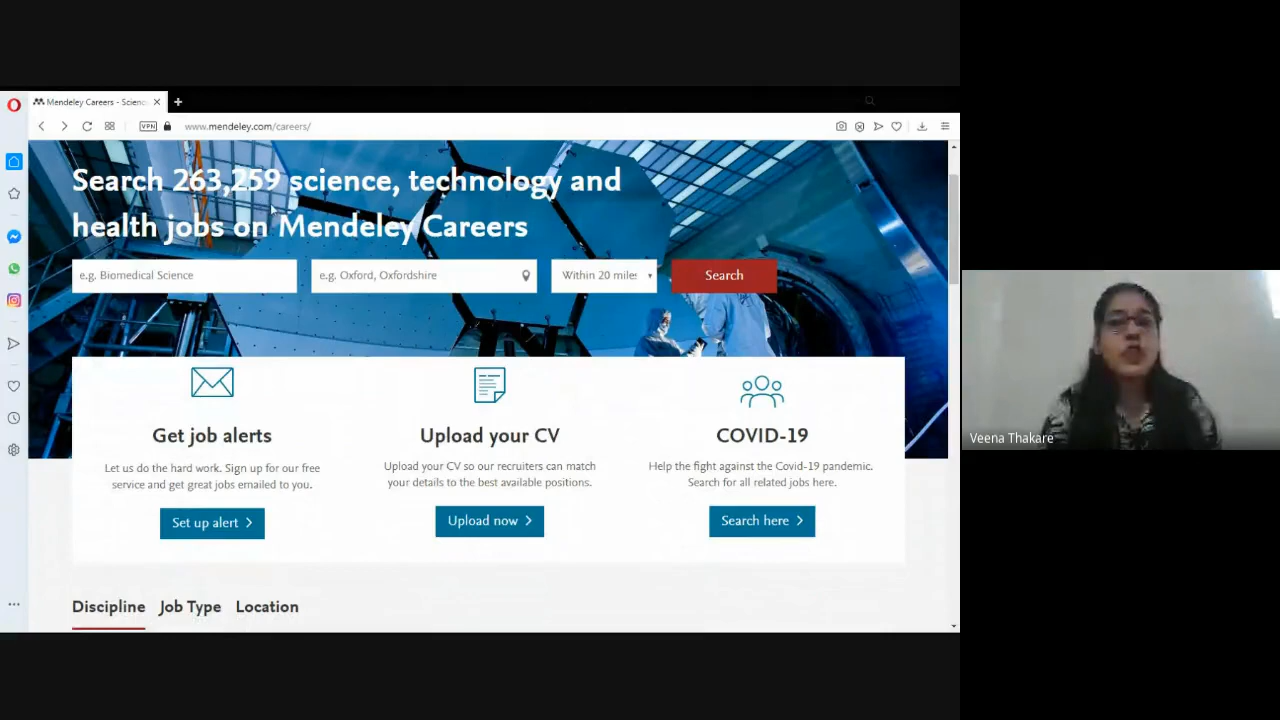 Mendeley Careers - Scienc
VPN
www.mendeley.com/careers/
Search 263,259 science, technology and
health jobs on Mendeley Careers
e.g. Biomedical Science
e.g. Oxford, Oxfordshire
Within 20 miles
Search
Get job alerts
Let us do the hard work. Sign up for our free
service and get great jobs emailed to you.
Set up alert
Upload your CV
Upload your CV so our recruiters can match
your details to the best available positions.
Upload now
COVID-19
Help the fight against the Covid-19 pandemic.
Search for all related jobs here.
Search here
Discipline Job Type Location
Veena Thakare